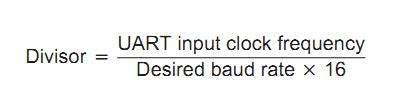 Divisor = UART input clock frequency
Desired baud rate × 16